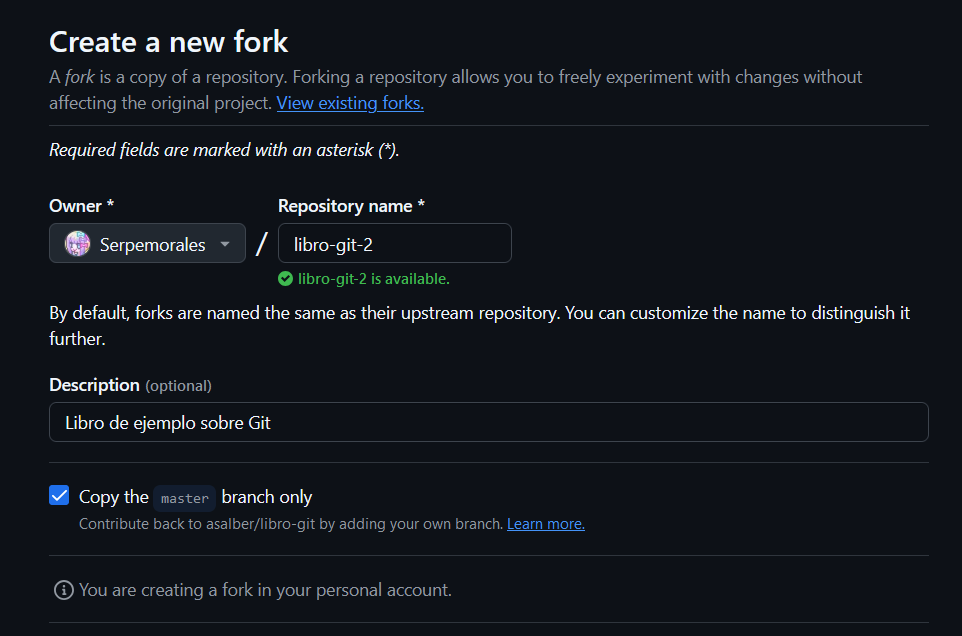 Create a new fork
A fork is a copy of a repository. Forking a repository allows you to freely experiment with changes without
affecting the original project. View existing forks.
Required fields are marked with an asterisk (*).
Owner *
Repository name *
Serpemorales
/
libro-git-2
libro-git-2 is available.
By default, forks are named the same as their upstream repository. You can customize the name to distinguish it
further.
Description (optional)
Libro de ejemplo sobre Git
Copy the master branch only
Contribute back to asalber/libro-git by adding your own branch. Learn more.
You are creating a fork in your personal account.